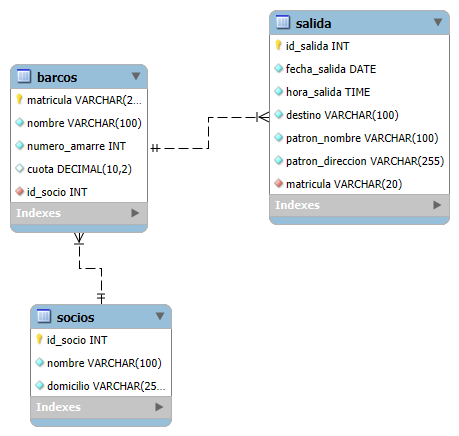 barcos
matricula VARCHAR(2...
nombre VARCHAR(100)
numero_amarre INT
cuota DECIMAL(10,2)
id_socio INT
Indexes
salida
id_salida INT
fecha_salida DATE
hora_salida TIME
destino VARCHAR(100)
patron_nombre VARCHAR(100)
patron_direccion VARCHAR(255)
matricula VARCHAR(20)
Indexes
socios
id_socio INT
nombre VARCHAR(100)
domicilio VARCHAR(25...
Indexes